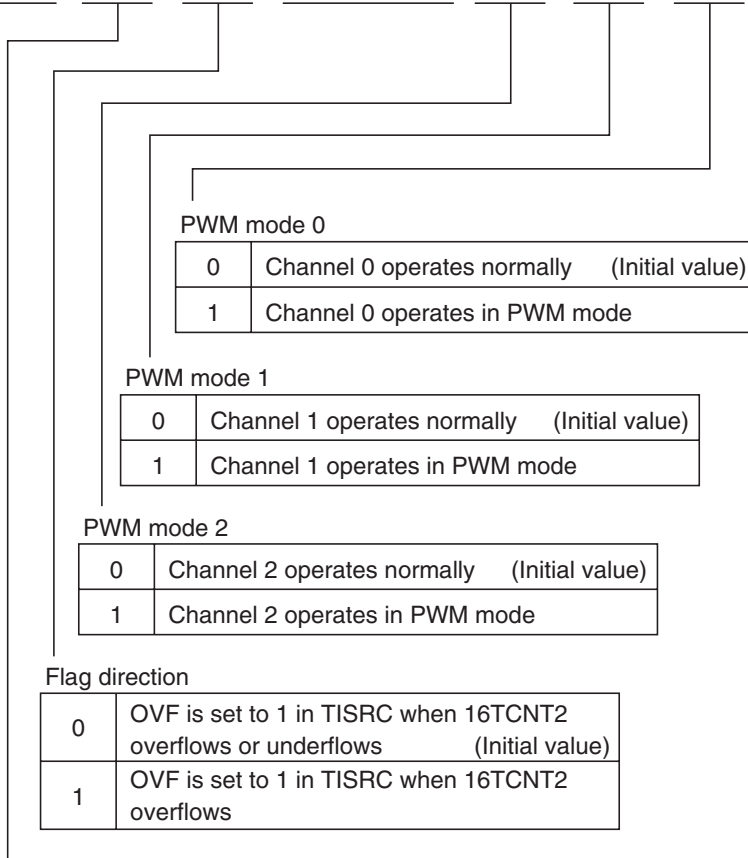 PWM mode 0
0 Channel 0 operates normally (Initial value)
1 Channel 0 operates in PWM mode
PWM mode 1
0 Channel 1 operates normally (Initial value)
1 Channel 1 operates in PWM mode
PWM mode 2
0 Channel 2 operates normally (Initial value)
1 Channel 2 operates in PWM mode
Flag direction
0 OVF is set to 1 in TISRC when 16TCNT2
overflows or underflows (Initial value)
1 OVF is set to 1 in TISRC when 16TCNT2
overflows